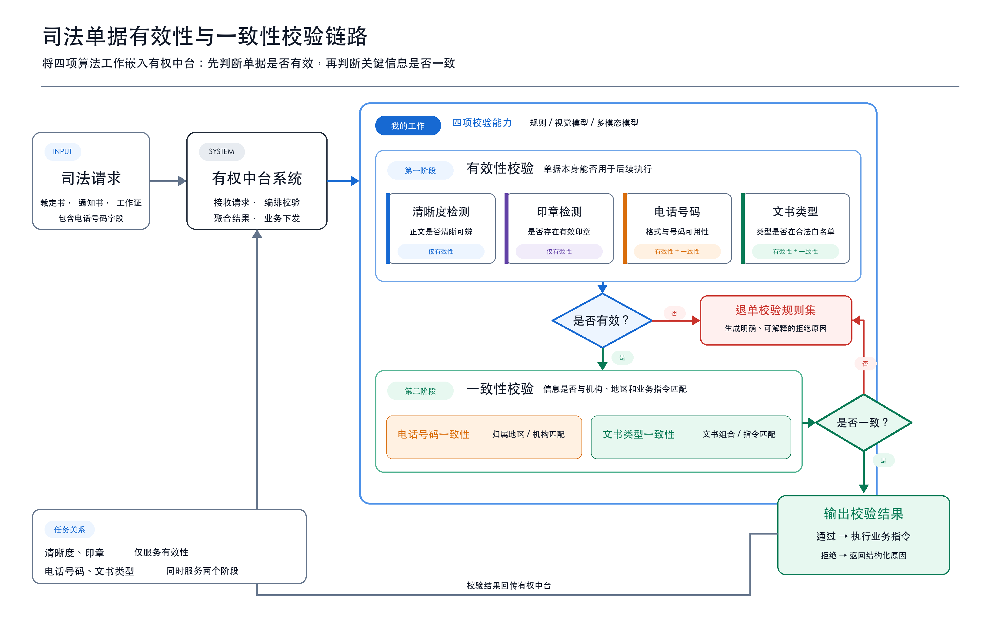 司法单据有效性与一致性校验链路
将四项算法工作嵌入有权中台：先判断单据是否有效，再判断关键信息是否一致
INPUT
司法请求
裁定书 · 通知书 · 工作证
包含电话号码字段
SYSTEM
有权中台系统
接收请求 · 编排校验
聚合结果 · 业务下发
我的工作 四项校验能力 规则 / 视觉模型 / 多模态模型
第一阶段 有效性校验 单据本身能否用于后续执行
清晰度检测
正文是否清晰可辨
仅有效性
印章检测
是否存在有效印章
仅有效性
电话号码
格式与号码可用性
有效性 + 一致性
文书类型
类型是否在合法白名单
有效性 + 一致性
是否有效？
否
退单校验规则集
生成明确、可解释的拒绝原因
是
否
第二阶段 一致性校验 信息是否与机构、地区和业务指令匹配
电话号码一致性 归属地区 / 机构匹配
文书类型一致性 文书组合 / 指令匹配
是否一致？
是
输出校验结果
通过 → 执行业务指令
拒绝 → 返回结构化原因
任务关系
清晰度、印章 仅服务有效性
电话号码、文书类型 同时服务两个阶段
校验结果回传有权中台